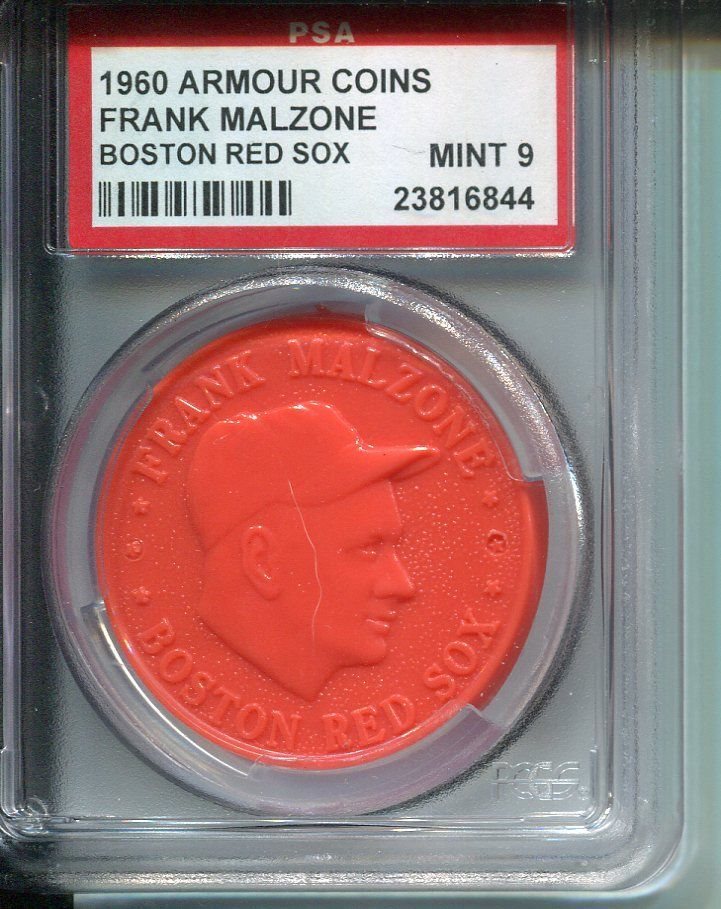 PSA
1960 ARMOUR COINS
FRANK MALZONE
BOSTON RED SOX
MINT 9
23816844
FRANK MALZONE
BOSTON RED SOX
PCGS